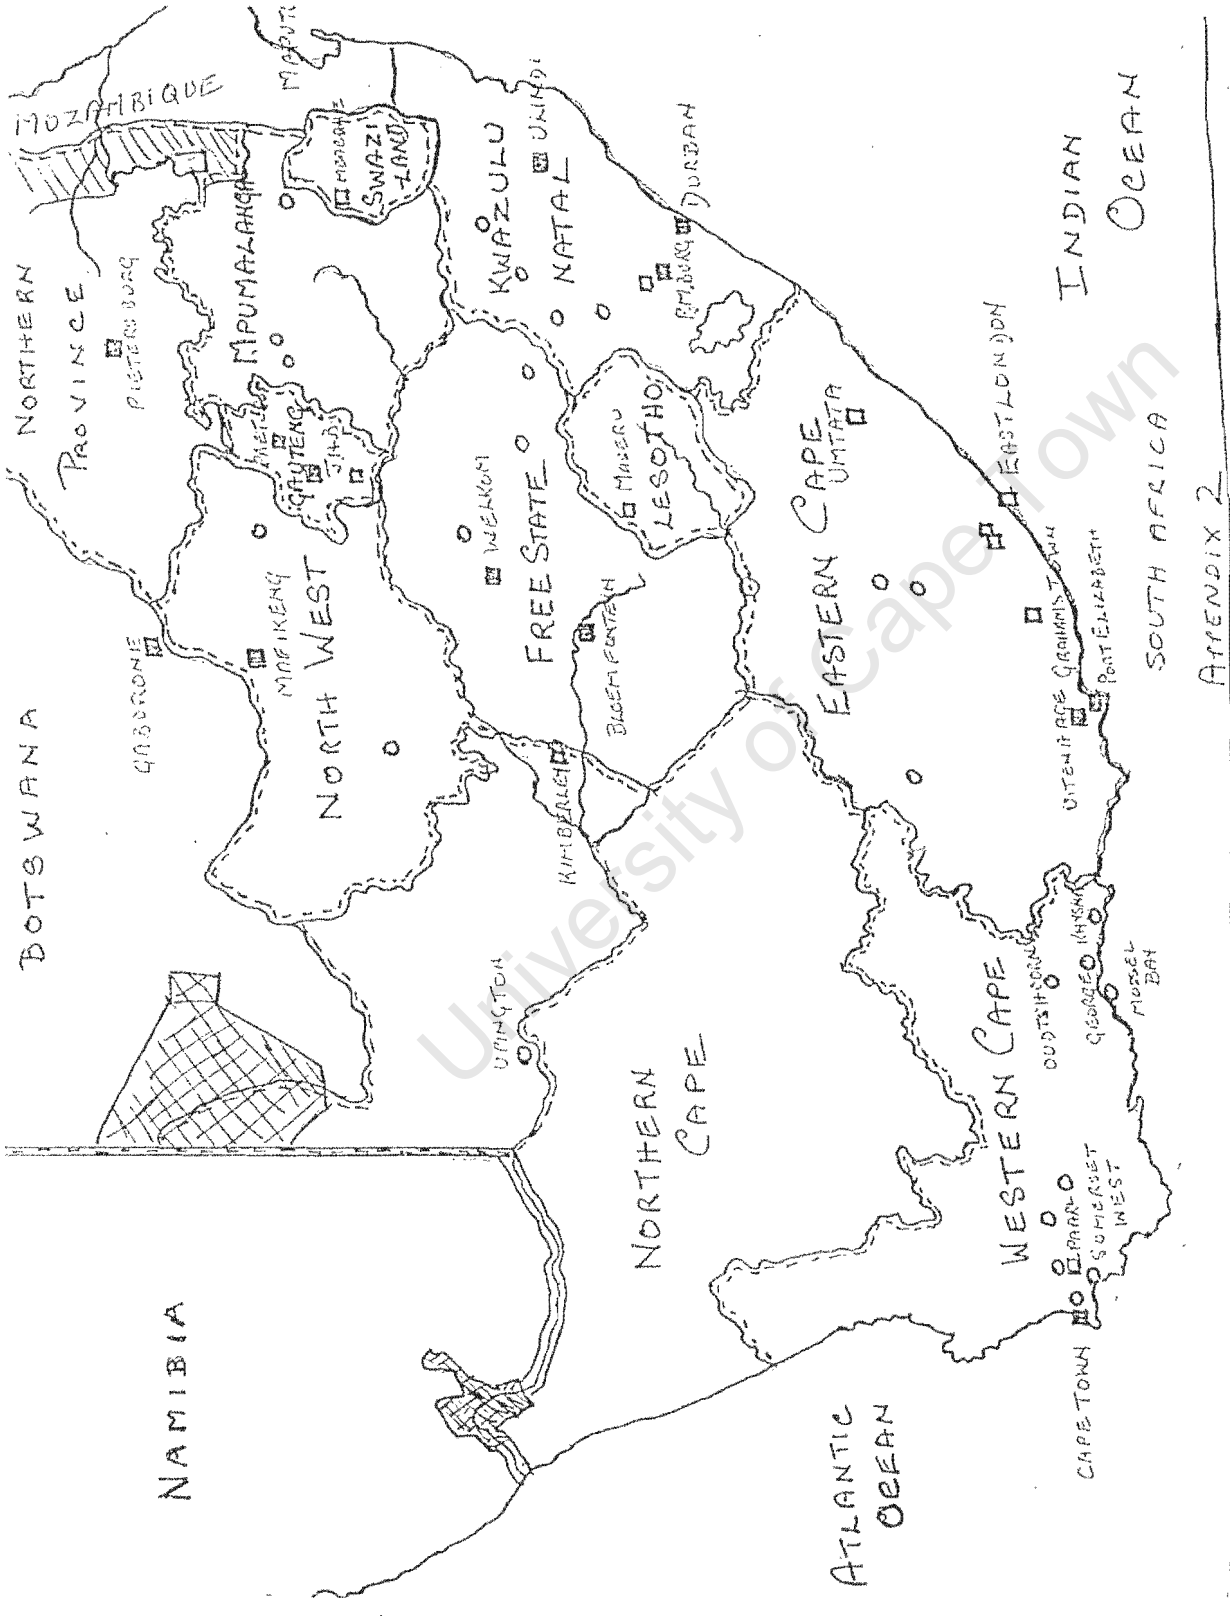 NAMIBIA
BOTSWANA
GABORONE
NORTHERN
PROVINCE
PIETERSBURG
MOZAMBIQUE
MPUMALANGA
SWAZI
-LAND
GAUTENG
MAFIKENG
NORTH WEST
UPINGTON
KIMBERLEY
WELKOM
FREE STATE
BLOEMFONTEIN
MASERU
LESOTHO
KWAZULU
NATAL
ULUNDI
P.M.BURG
DURBAN
NORTHERN
CAPE
EASTERN CAPE
UMTATA
EAST LONDON
GRAHAMSTOWN
UITENHAGE
PORT ELIZABETH
WESTERN CAPE
OUDTSHOORN
GEORGE
MOSSEL
BAY
PAARL
SOMERSET
WEST
CAPE TOWN
ATLANTIC
OCEAN
INDIAN
OCEAN
SOUTH AFRICA
APPENDIX 2
University of Cape Town